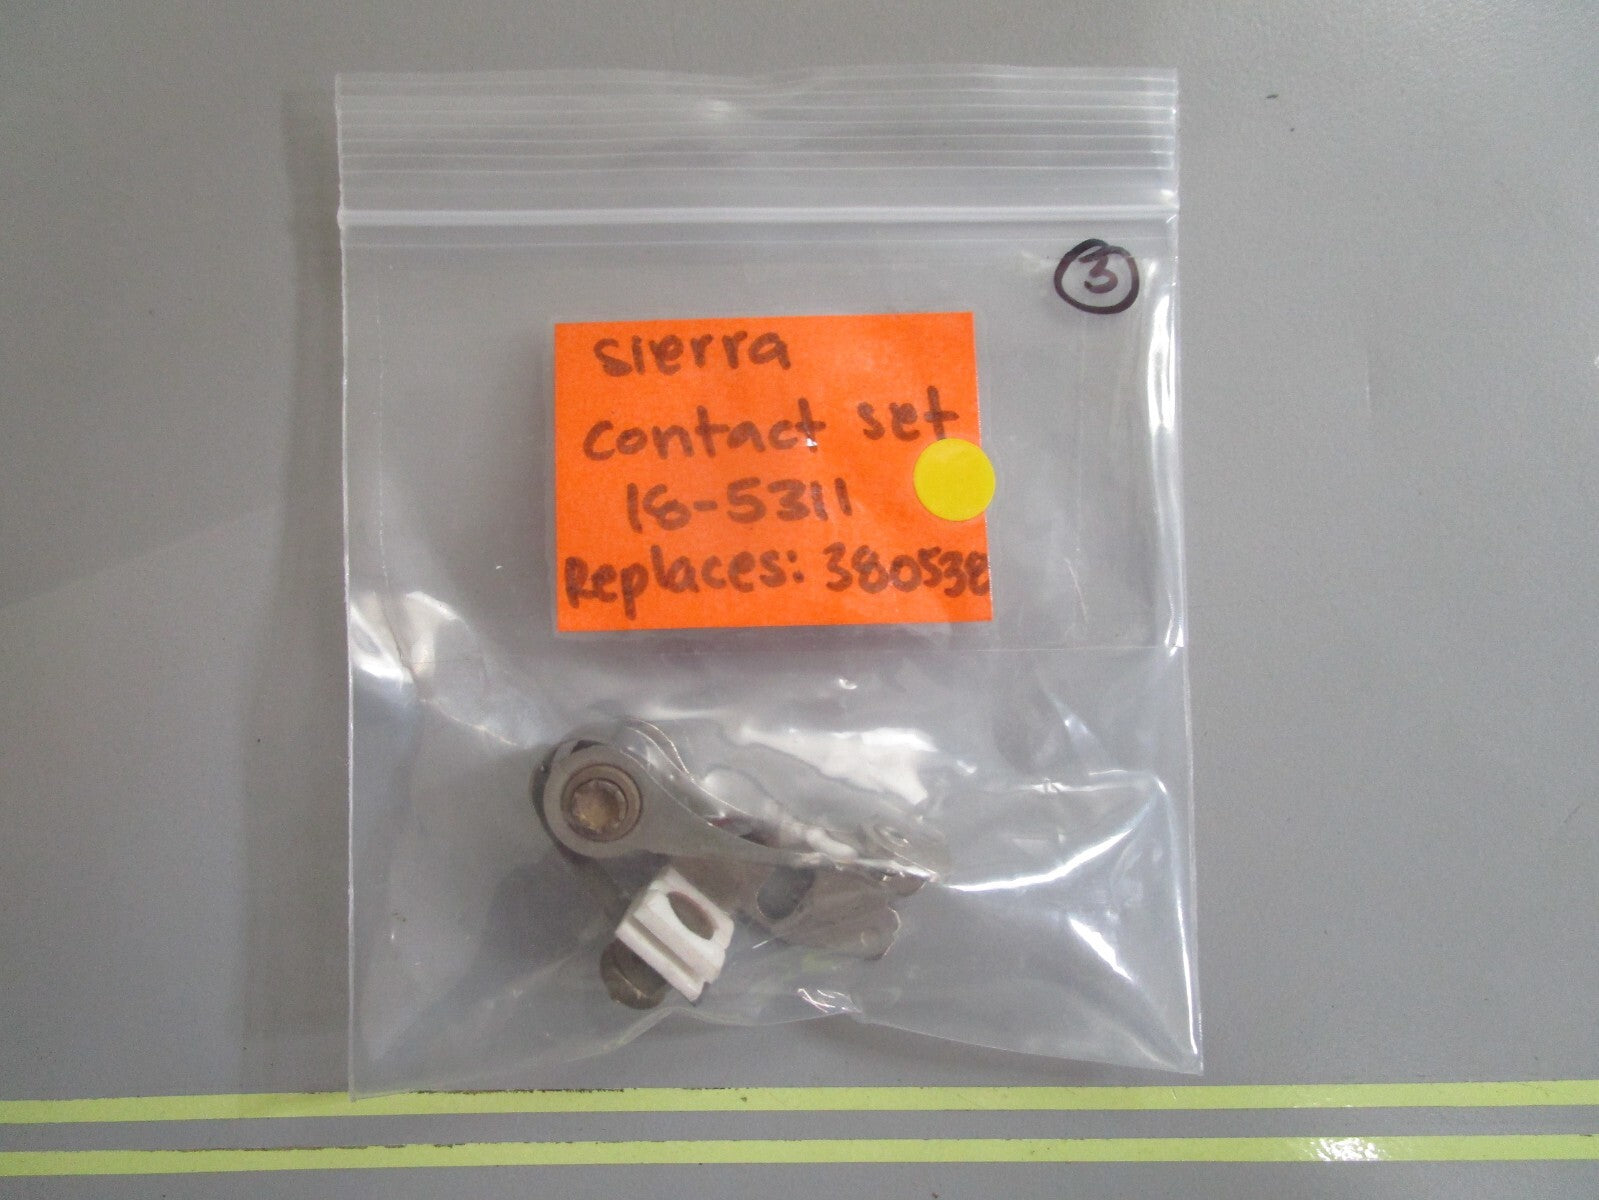 3
sierra
contact set
18-5311
Replaces: 380538